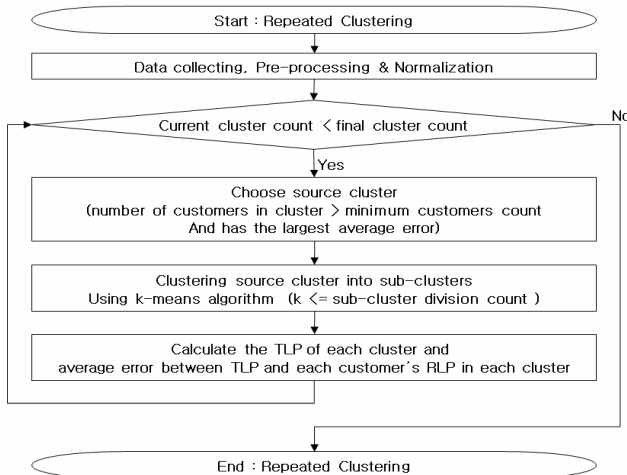 Start : Repeated Clustering
Data collecting, Pre-processing & Normalization
Current cluster count < final cluster count
No
Yes
Choose source cluster
(number of customers in cluster > minimum customers count
And has the largest average error)
Clustering source cluster into sub-clusters
Using k-means algorithm (k <= sub-cluster division count )
Calculate the TLP of each cluster and
average error between TLP and each customer's RLP in each cluster
End : Repeated Clustering